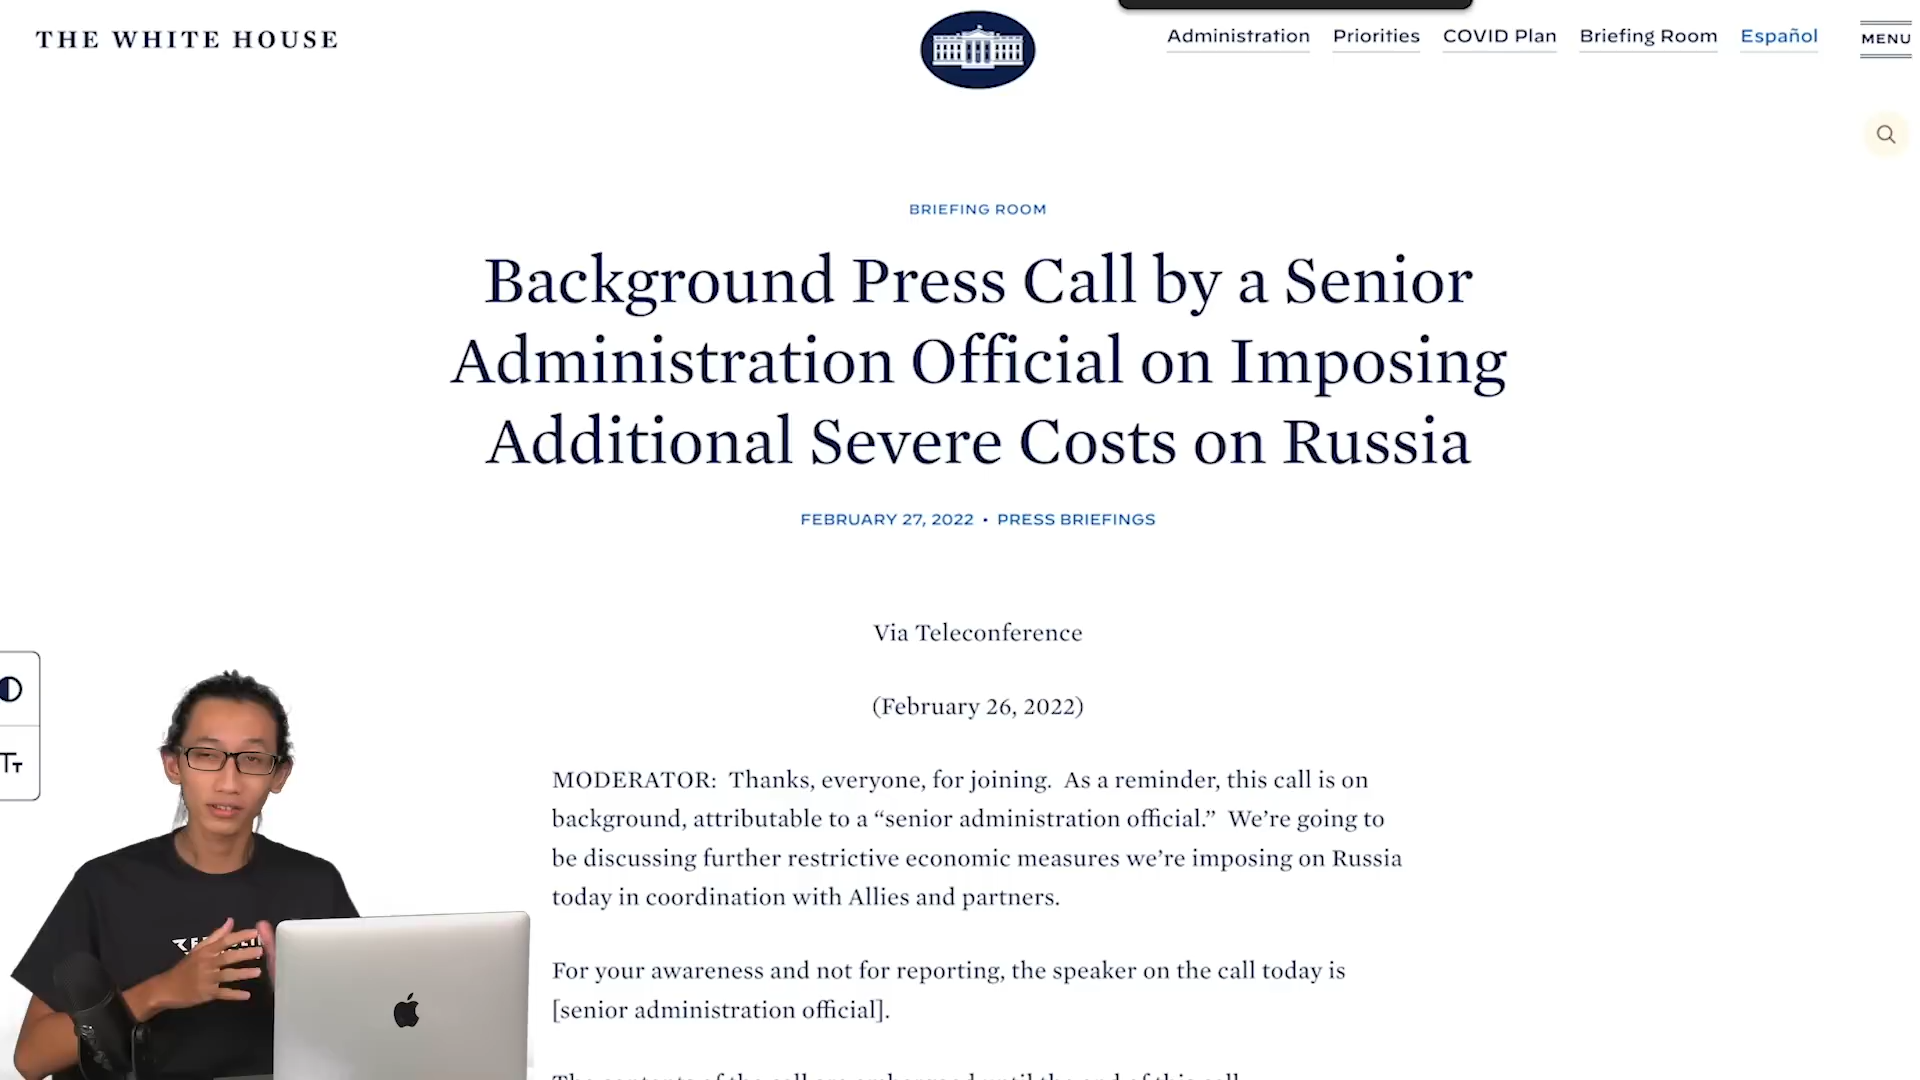 THE WHITE HOUSE
Administration Priorities COVID Plan Briefing Room Español MENU
BRIEFING ROOM
Background Press Call by a Senior
Administration Official on Imposing
Additional Severe Costs on Russia
FEBRUARY 27, 2022 • PRESS BRIEFINGS
Via Teleconference
(February 26, 2022)
MODERATOR: Thanks, everyone, for joining. As a reminder, this call is on
background, attributable to a “senior administration official.” We’re going to
be discussing further restrictive economic measures we’re imposing on Russia
today in coordination with Allies and partners.
For your awareness and not for reporting, the speaker on the call today is
[senior administration official].
Tт